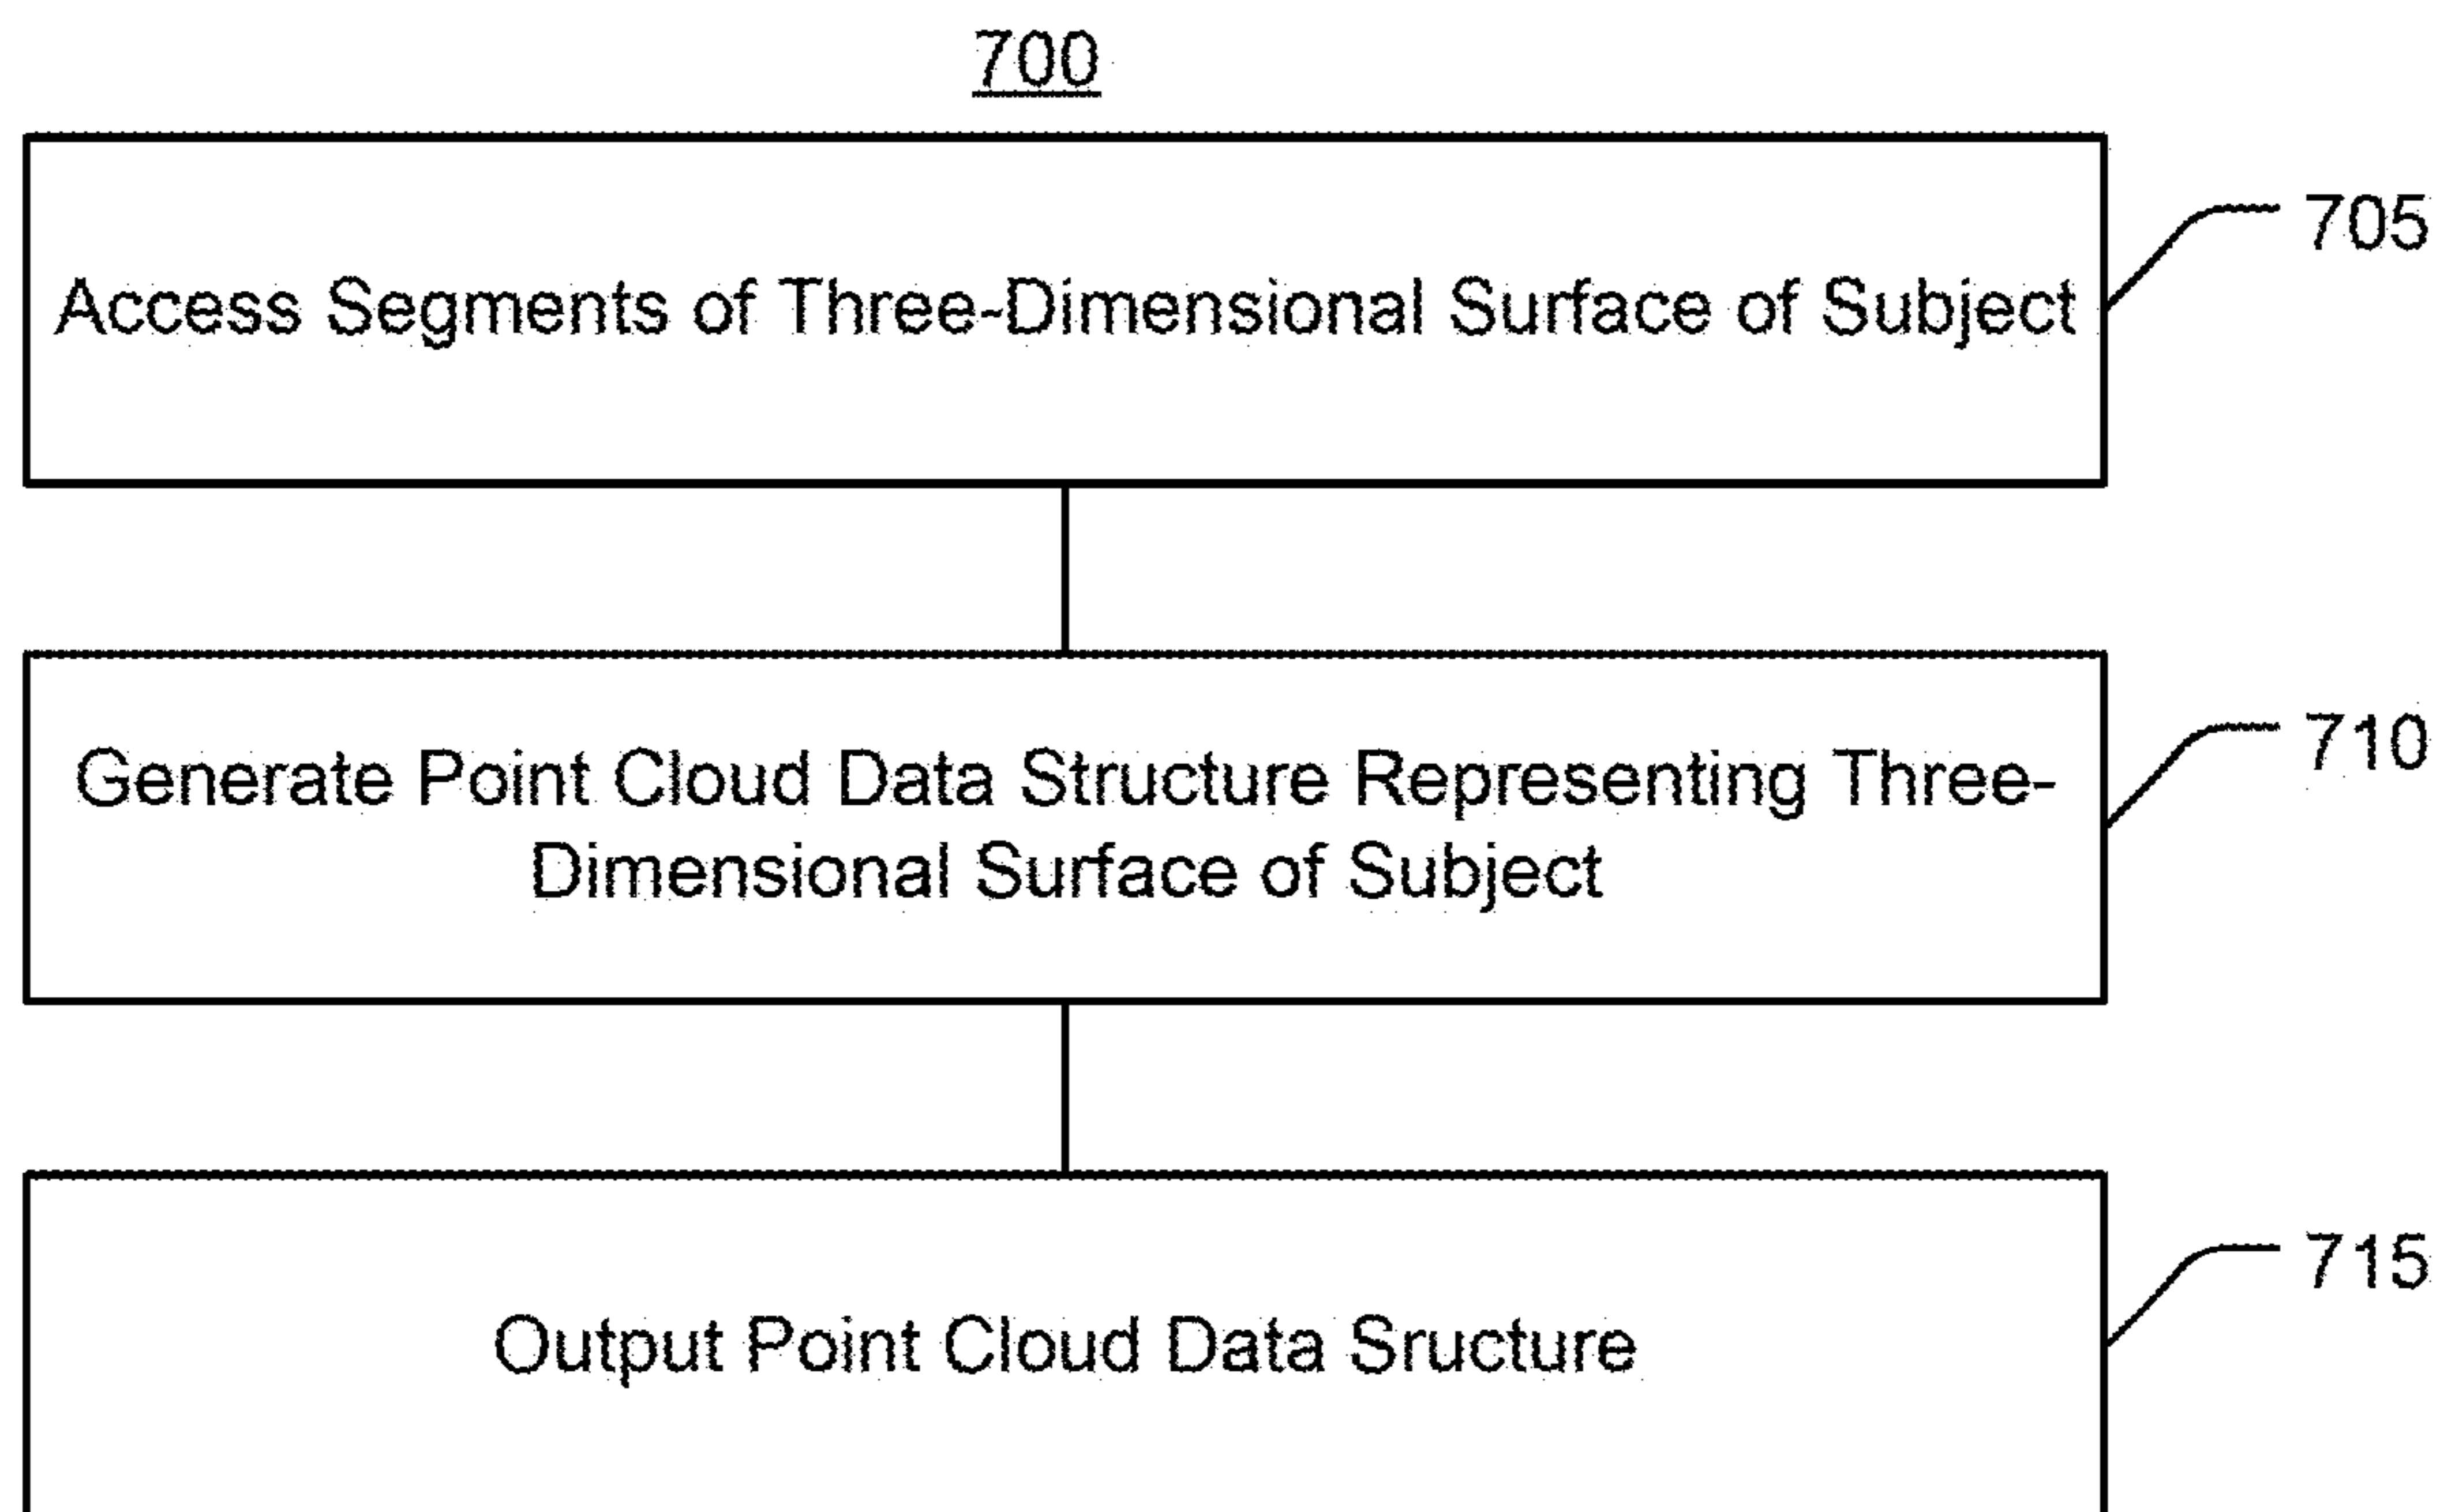 700
Access Segments of Three-Dimensional Surface of Subject
705
Generate Point Cloud Data Structure Representing Three-
Dimensional Surface of Subject
710
Output Point Cloud Data Sructure
715